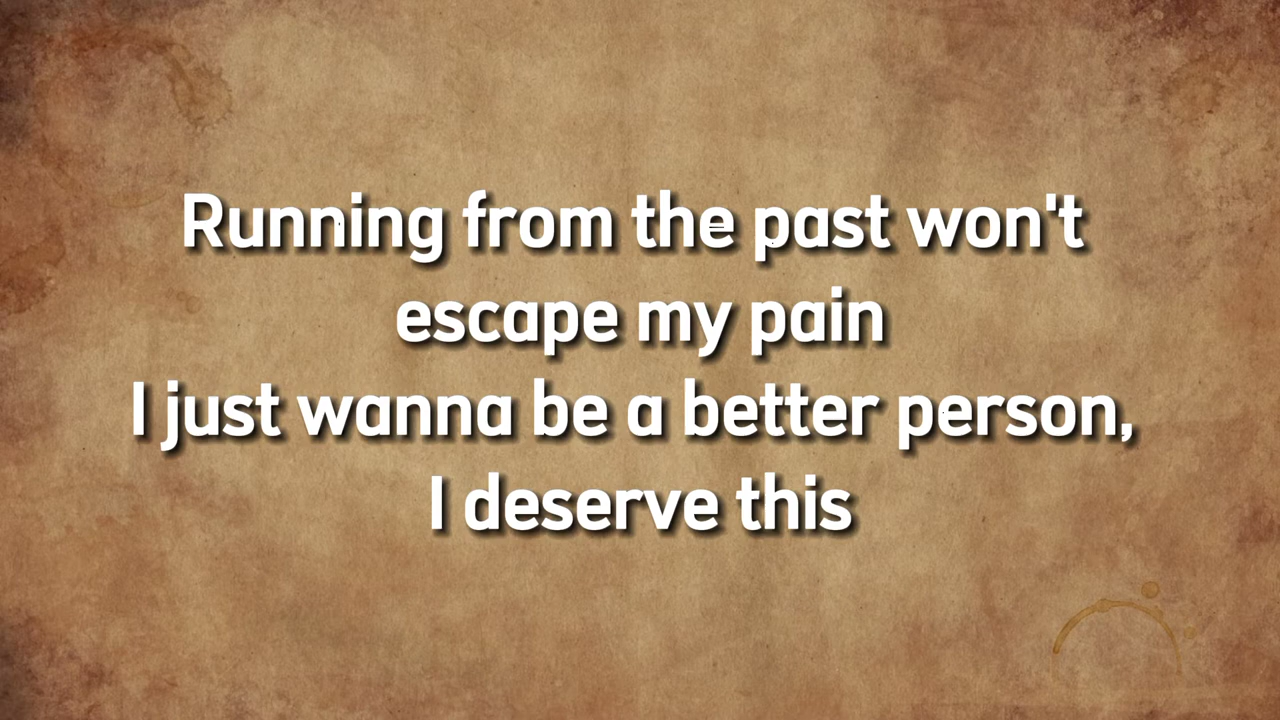 Running from the past won't
escape my pain
I just wanna be a better person,
I deserve this